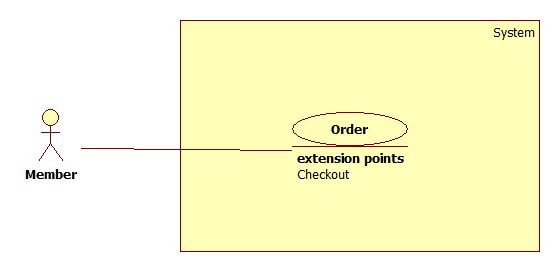 System
Order
extension points
Checkout
Member